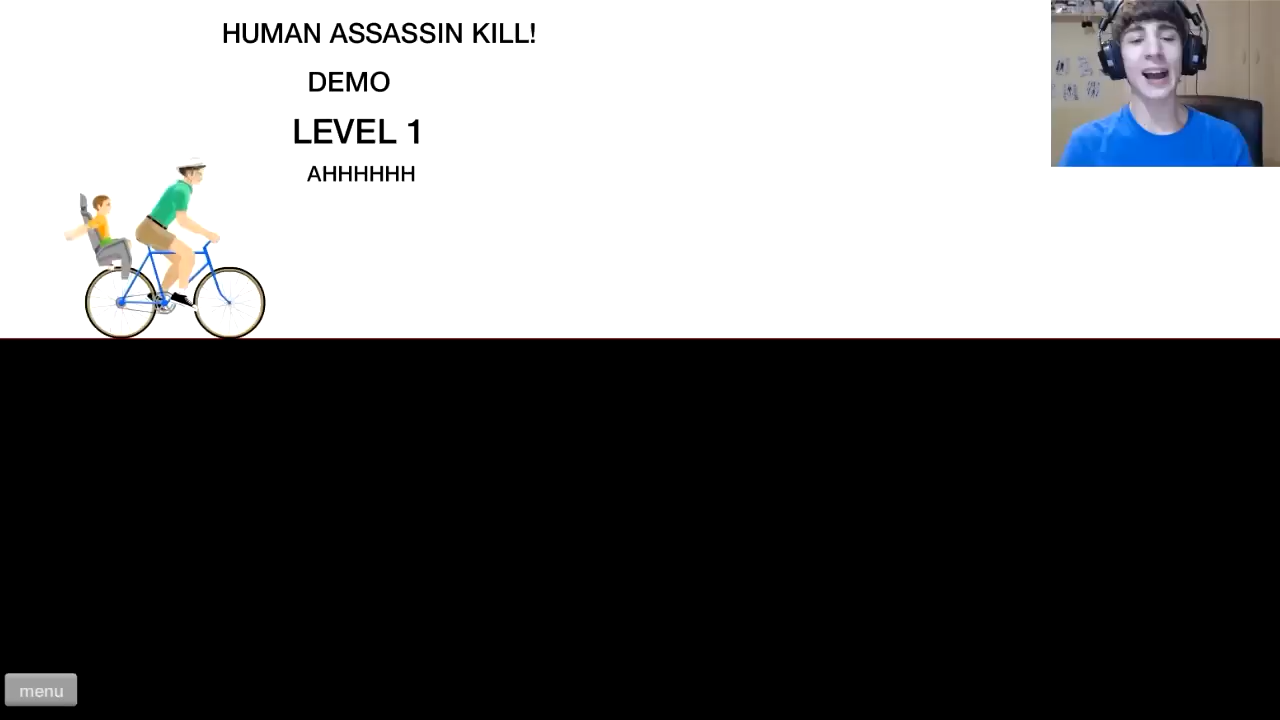 HUMAN ASSASSIN KILL!
DEMO
LEVEL 1
AHHHHHH
menu